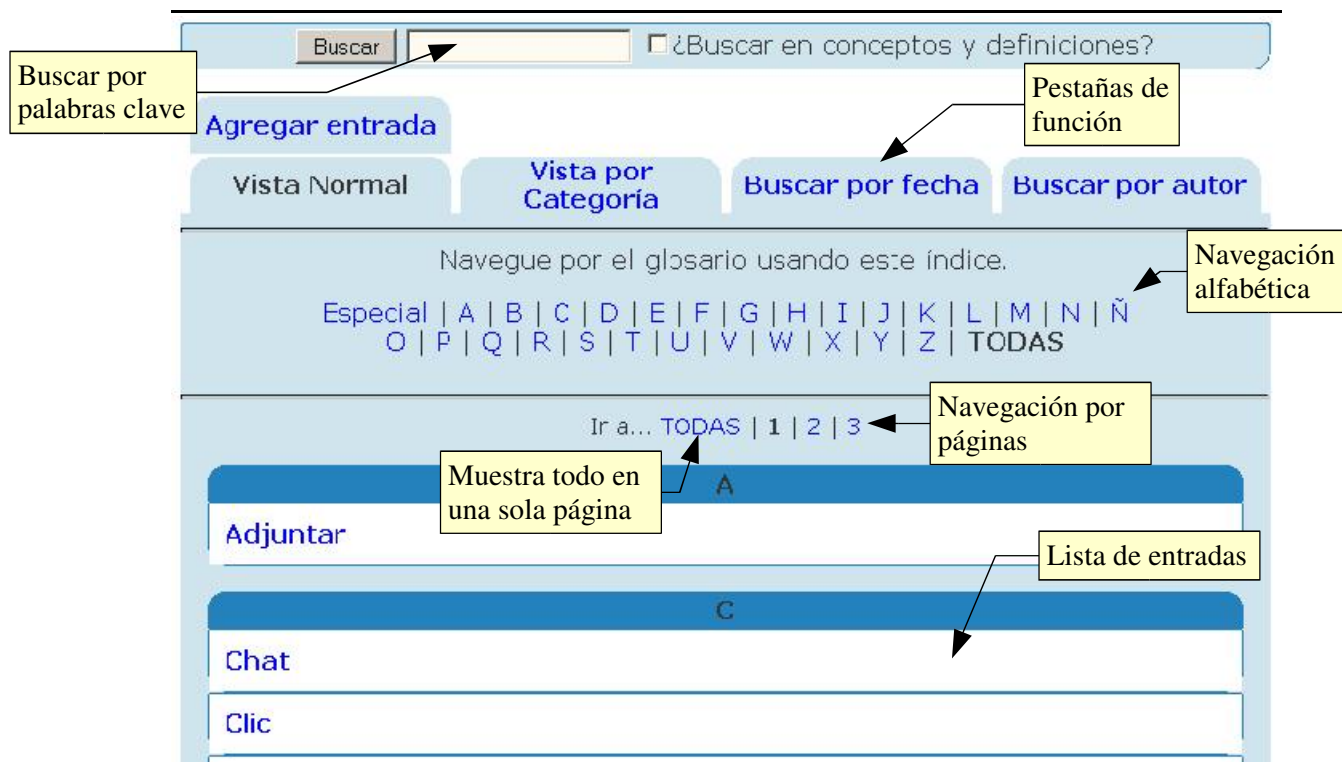 Buscar
¿Buscar en conceptos y definiciones?
Buscar por
palabras clave
Pestañas de
función
Agregar entrada
Vista Normal
Vista por
Categoría
Buscar por fecha
Buscar por autor
Navegue por el glosario usando este índice.
Navegación
alfabética
Especial | A | B | C | D | E | F | G | H | I | J | K | L | M | N | Ñ
O | P | Q | R | S | T | U | V | W | X | Y | Z | TODAS
Navegación por
páginas
Ir a... TODAS | 1 | 2 | 3
Muestra todo en
una sola página
A
Adjuntar
Lista de entradas
C
Chat
Clic